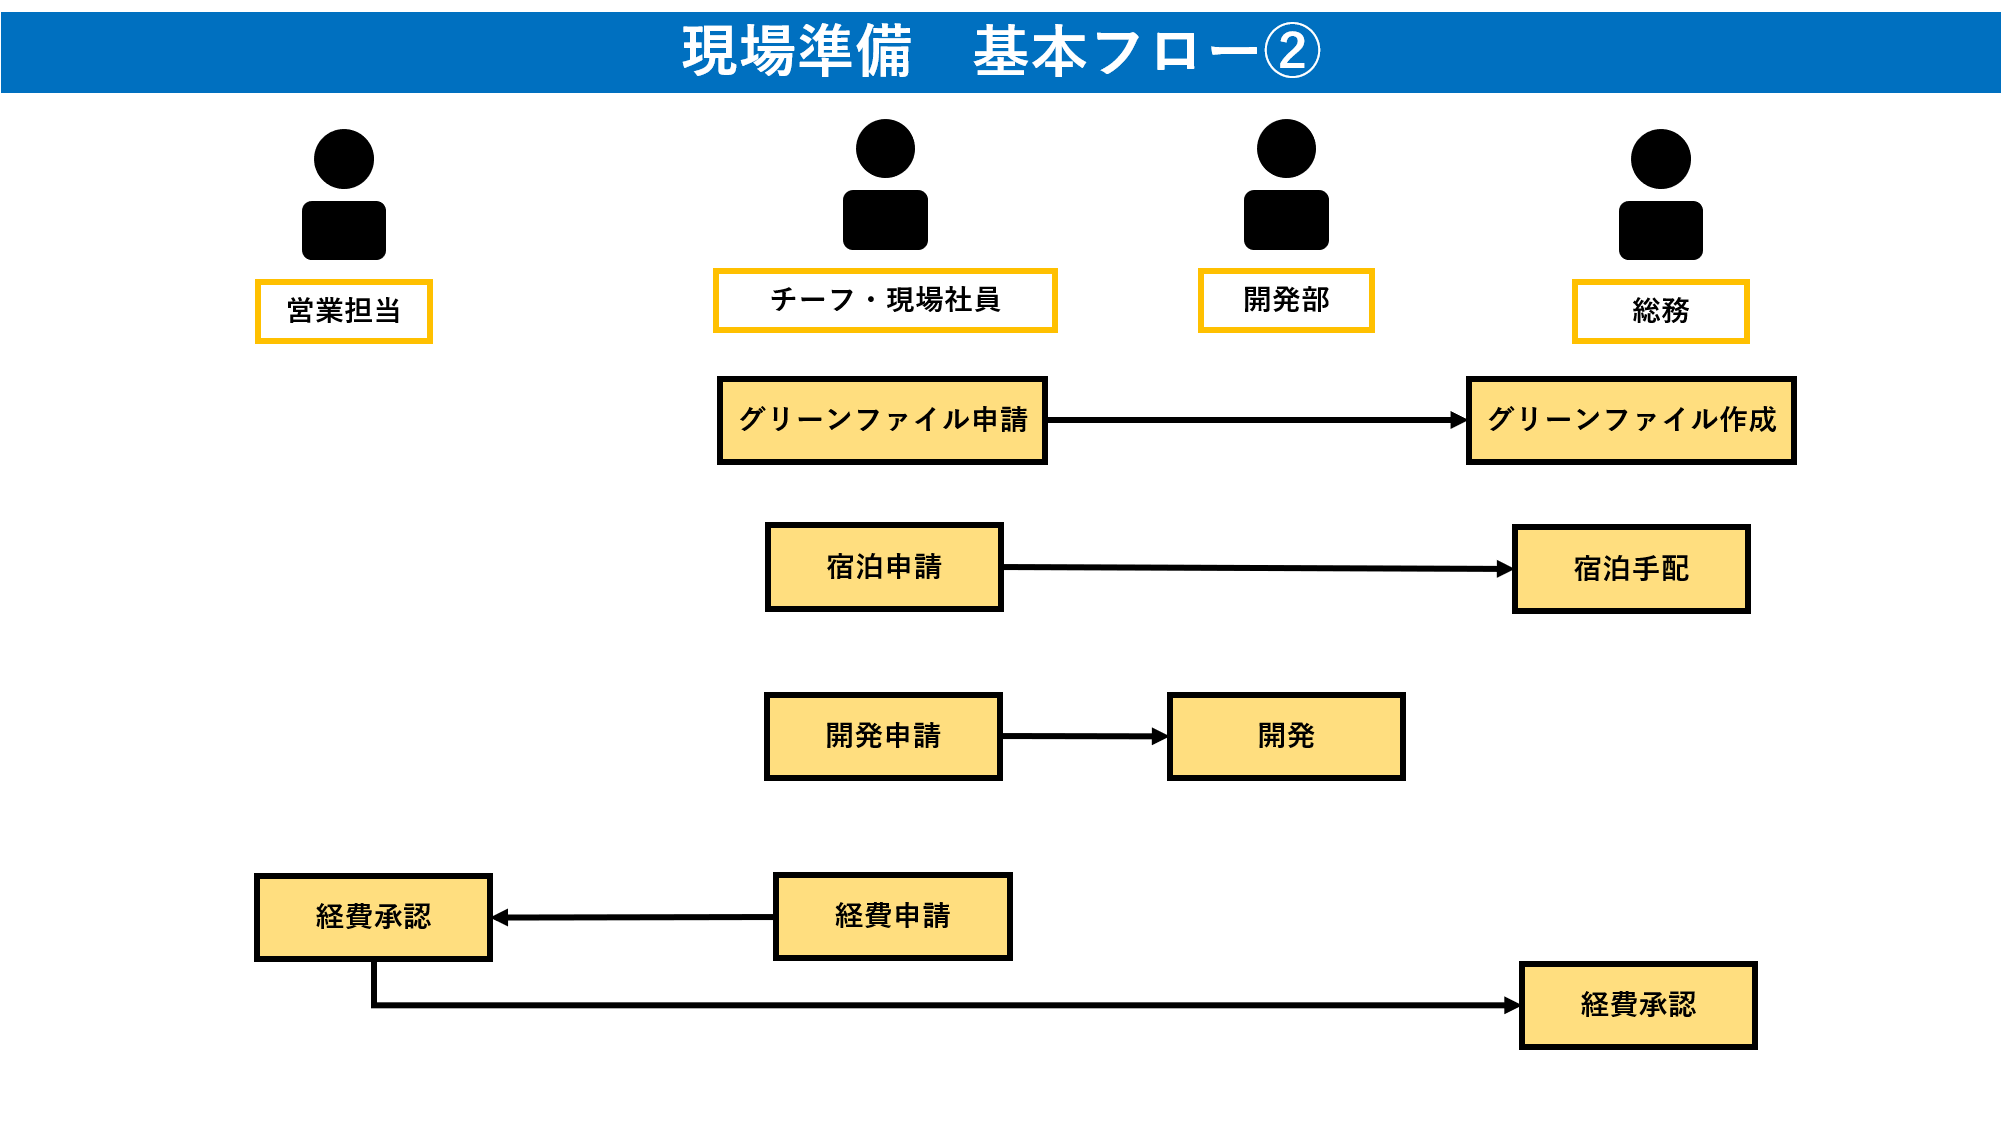 現場準備　基本フロー②
営業担当
チーフ・現場社員
開発部
総務
グリーンファイル申請
グリーンファイル作成
宿泊申請
宿泊手配
開発申請
開発
経費承認
経費申請
経費承認